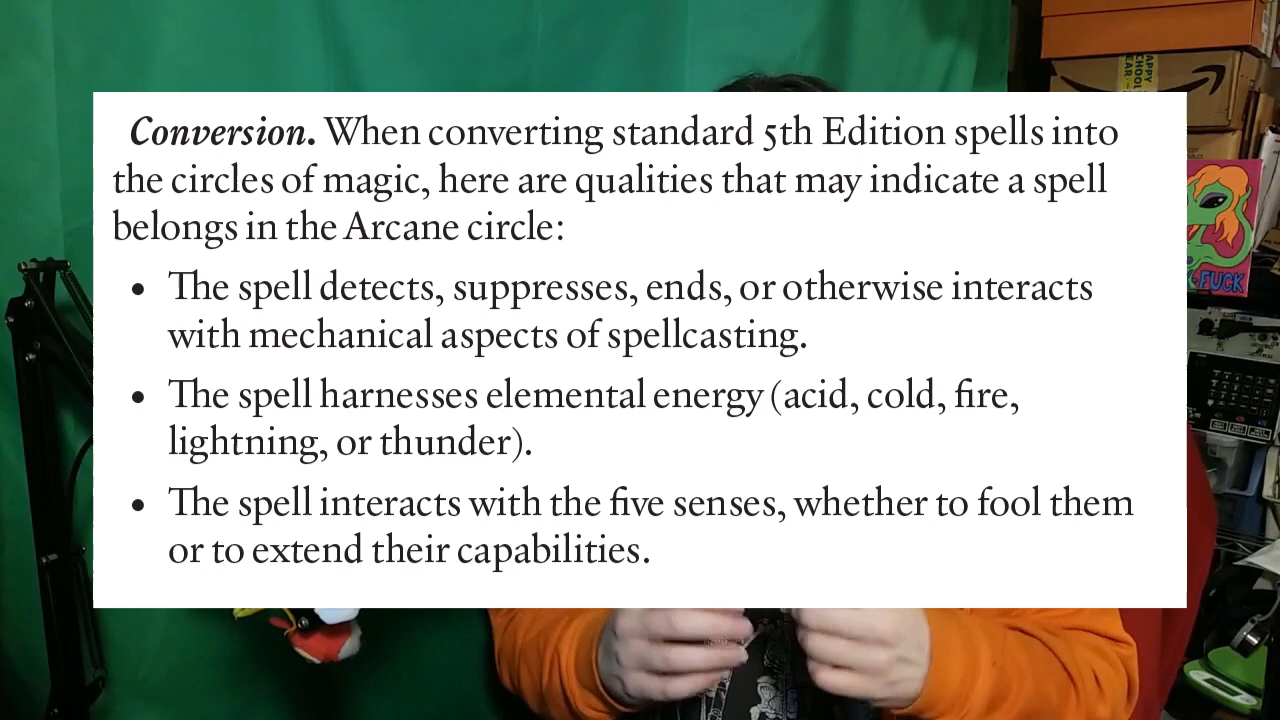 Conversion. When converting standard 5th Edition spells into
the circles of magic, here are qualities that may indicate a spell
belongs in the Arcane circle:
• The spell detects, suppresses, ends, or otherwise interacts
with mechanical aspects of spellcasting.
• The spell harnesses elemental energy (acid, cold, fire,
lightning, or thunder).
• The spell interacts with the five senses, whether to fool them
or to extend their capabilities.